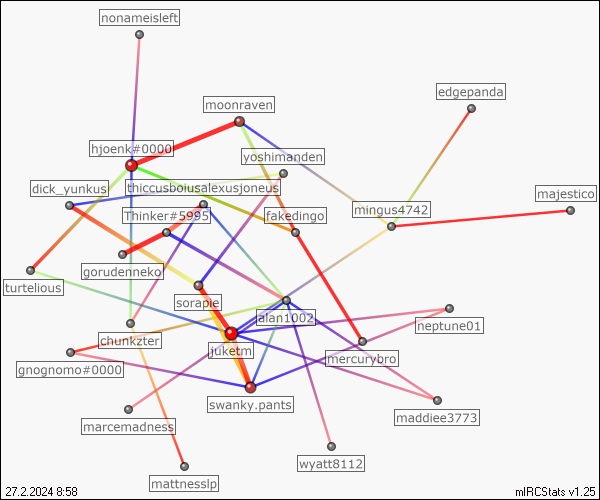 nonameisleft
edgepanda
moonraven
hjoenk#0000
yoshimanden
dick_yunkus
thiccusboiusalexusjoneus
majestico
Thinker#5995
fakedingo
mingus4742
gorudenneko
turtelious
sorapie
alan1002
neptune01
chunkzter
juketm
mercurybro
gnognomo#0000
swanky.pants
maddiee3773
marcemadness
wyatt8112
mattnesslp
27.2.2024 8:58
mIRCStats v1.25